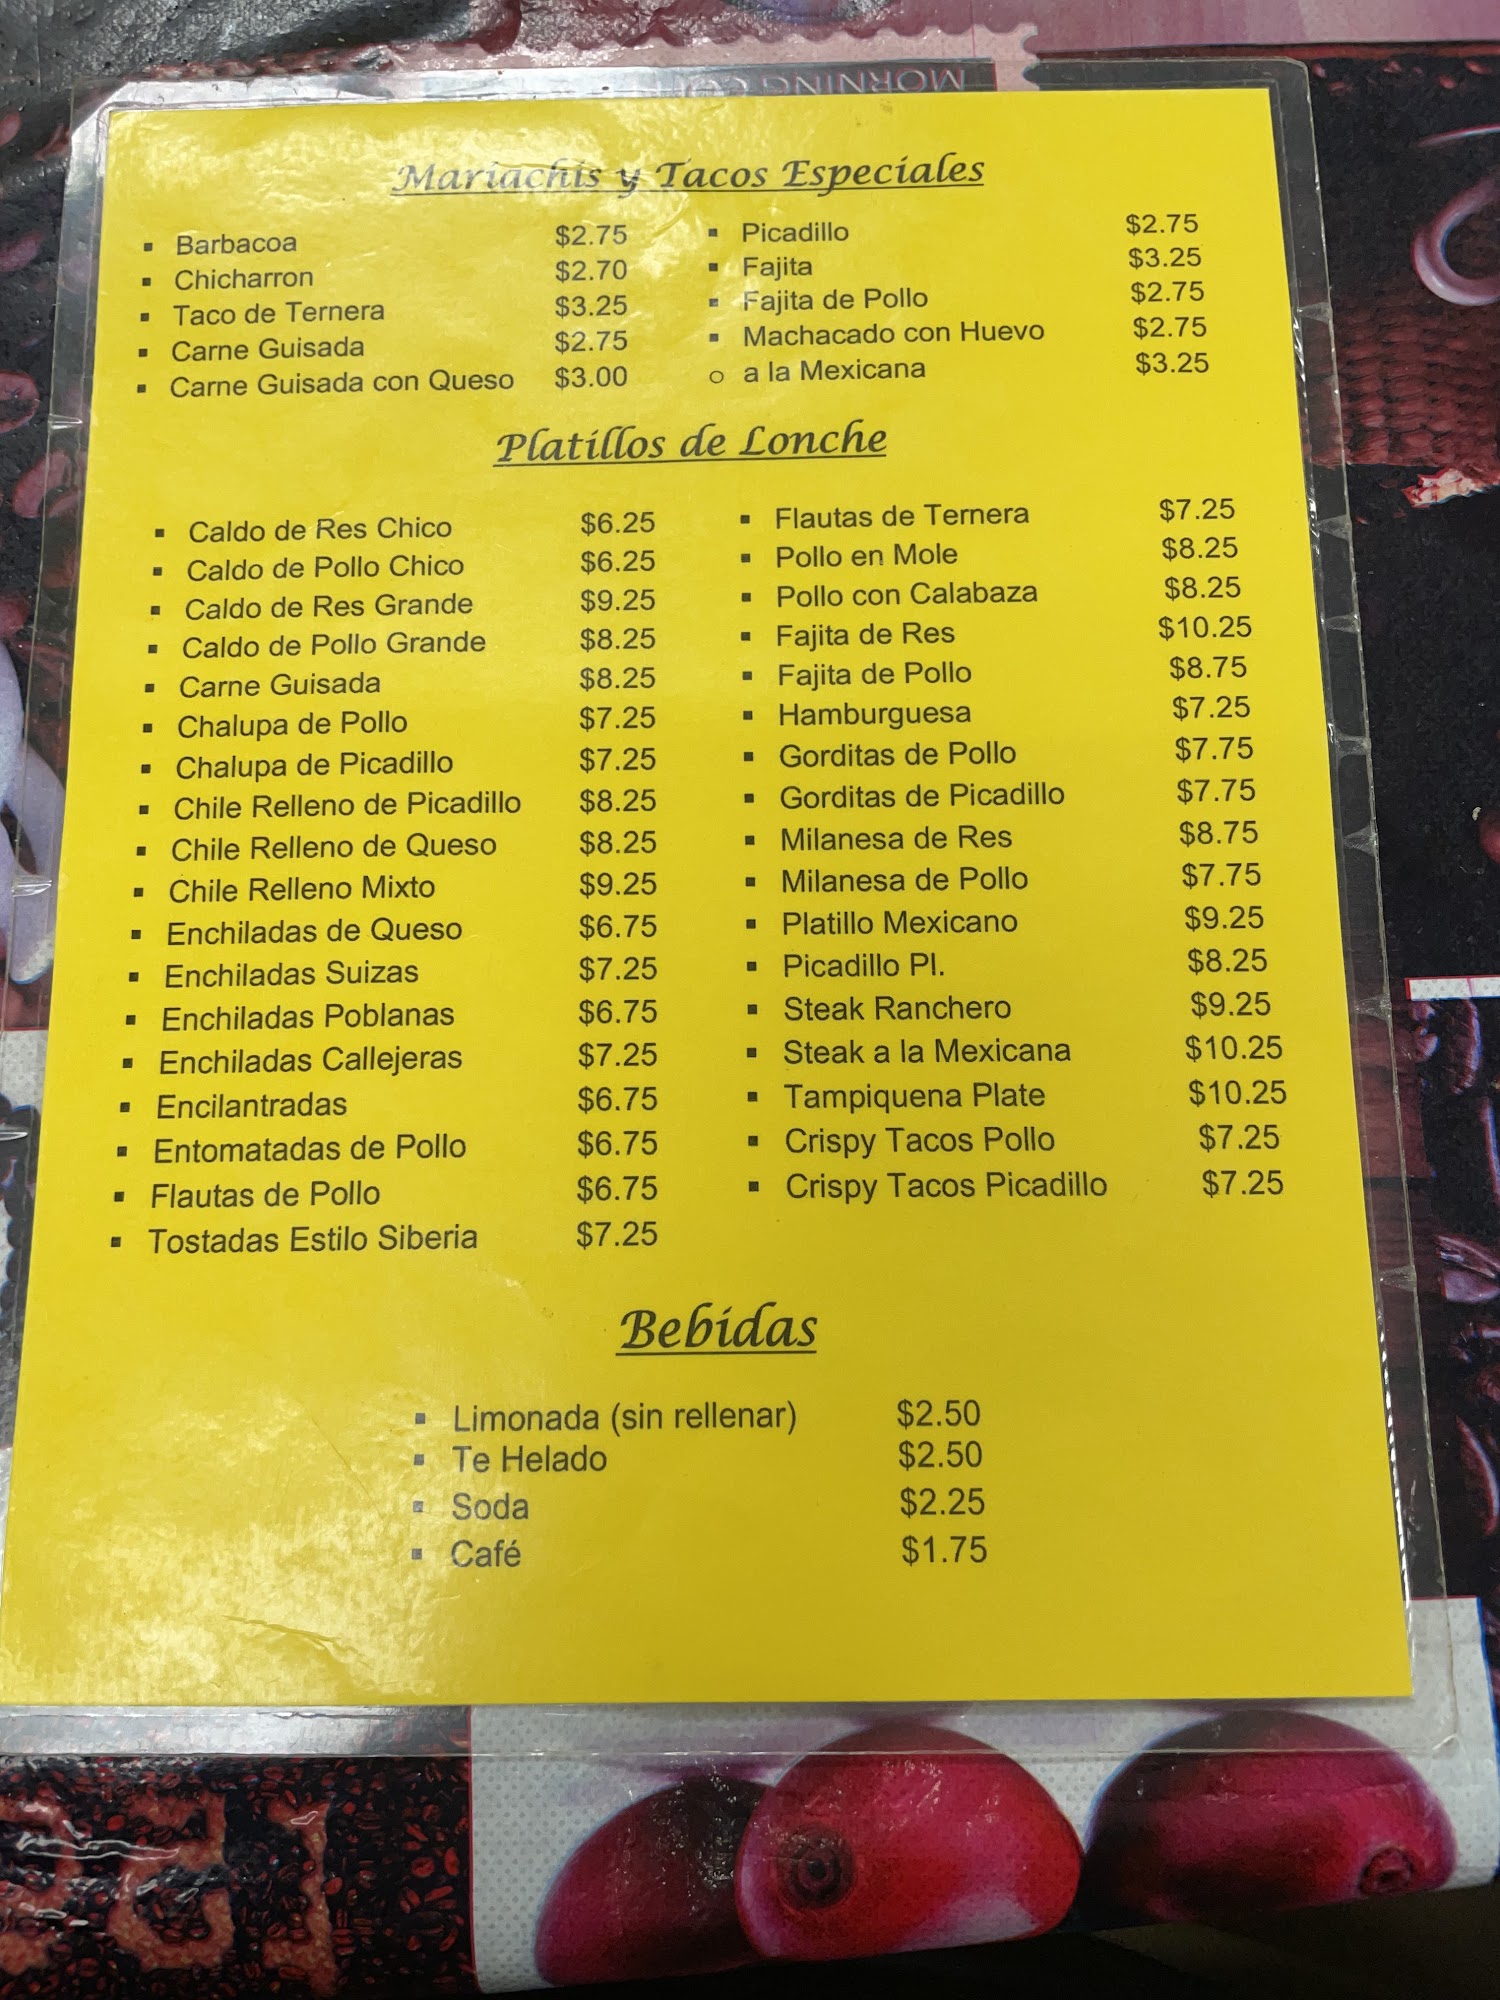 MORNING
Mariachis y Tacos Especiales
Barbacoa $2.75
Chicharron $2.70
Taco de Ternera $3.25
Carne Guisada $2.75
Carne Guisada con Queso $3.00
Picadillo $2.75
Fajita $3.25
Fajita de Pollo $2.75
Machacado con Huevo $2.75
a la Mexicana $3.25
Platillos de Lonche
Caldo de Res Chico $6.25
Caldo de Pollo Chico $6.25
Caldo de Res Grande $9.25
Caldo de Pollo Grande $8.25
Carne Guisada $8.25
Chalupa de Pollo $7.25
Chalupa de Picadillo $7.25
Chile Relleno de Picadillo $8.25
Chile Relleno de Queso $8.25
Chile Relleno Mixto $9.25
Enchiladas de Queso $6.75
Enchiladas Suizas $7.25
Enchiladas Poblanas $6.75
Enchiladas Callejeras $7.25
Encilantradas $6.75
Entomatadas de Pollo $6.75
Flautas de Pollo $6.75
Tostadas Estilo Siberia $7.25
Flautas de Ternera $7.25
Pollo en Mole $8.25
Pollo con Calabaza $8.25
Fajita de Res $10.25
Fajita de Pollo $8.75
Hamburguesa $7.25
Gorditas de Pollo $7.75
Gorditas de Picadillo $7.75
Milanesa de Res $8.75
Milanesa de Pollo $7.75
Platillo Mexicano $9.25
Picadillo Pl. $8.25
Steak Ranchero $9.25
Steak a la Mexicana $10.25
Tampiquena Plate $10.25
Crispy Tacos Pollo $7.25
Crispy Tacos Picadillo $7.25
Bebidas
Limonada (sin rellenar) $2.50
Te Helado $2.50
Soda $2.25
Café $1.75